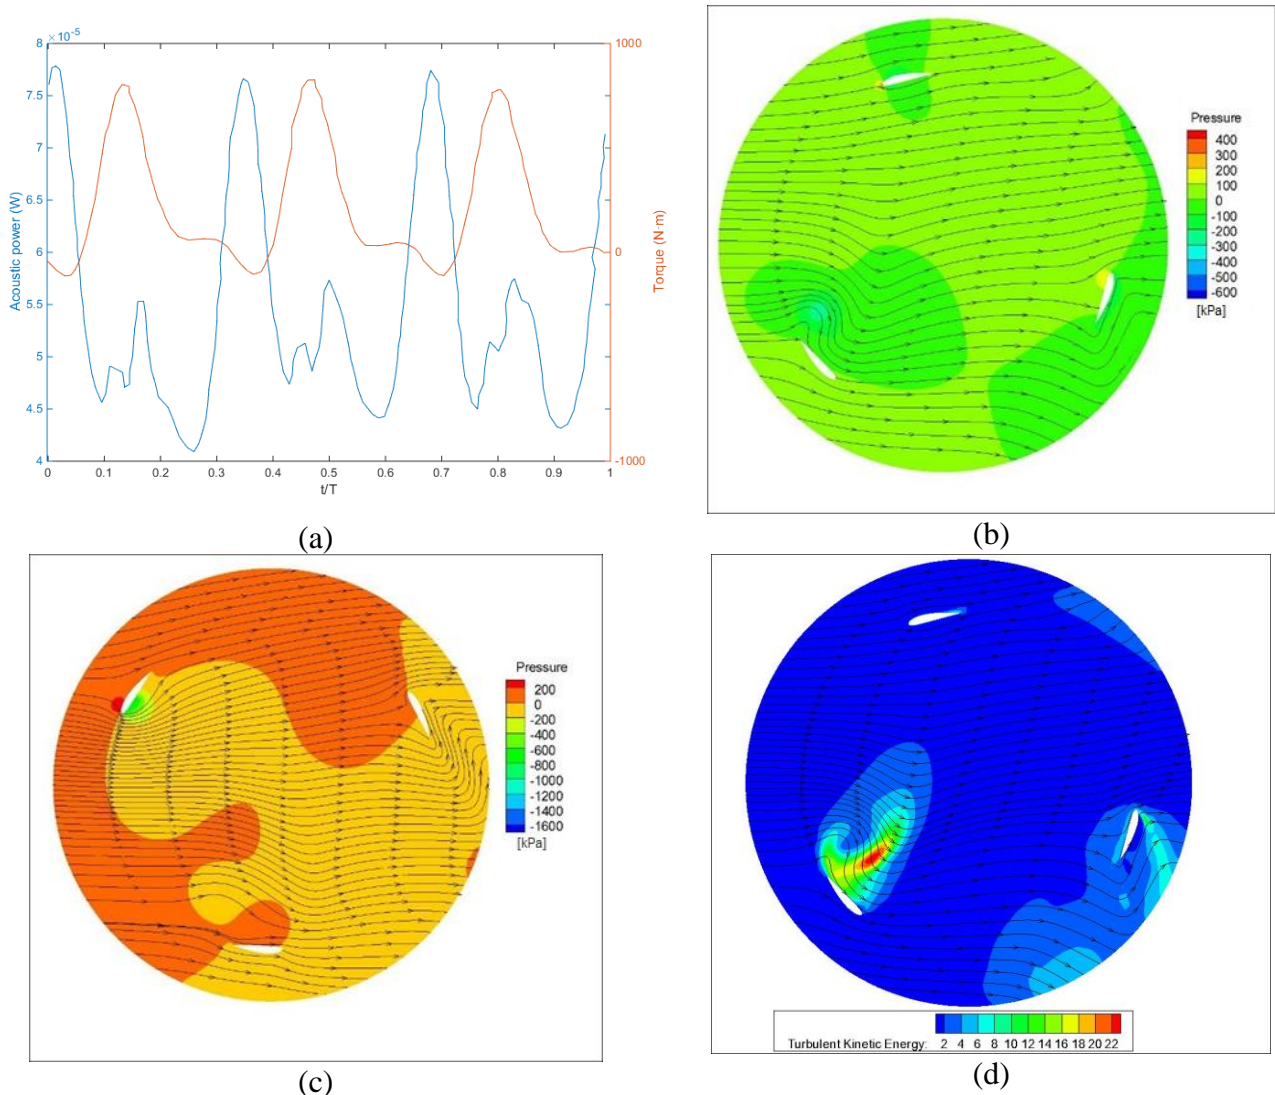 ×10⁻⁵
8
7.5
7
6.5
6
5.5
5
4.5
4
Acoustic power (W)
0 0.1 0.2 0.3 0.4 0.5 0.6 0.7 0.8 0.9 1
t/T
1000
0
-1000
Torque (N·m)
(a)
Pressure
400
300
200
100
0
-100
-200
-300
-400
-500
-600
[kPa]
(b)
Pressure
200
0
-200
-400
-600
-800
-1000
-1200
-1400
-1600
[kPa]
(c)
Turbulent Kinetic Energy: 2 4 6 8 10 12 14 16 18 20 22
(d)